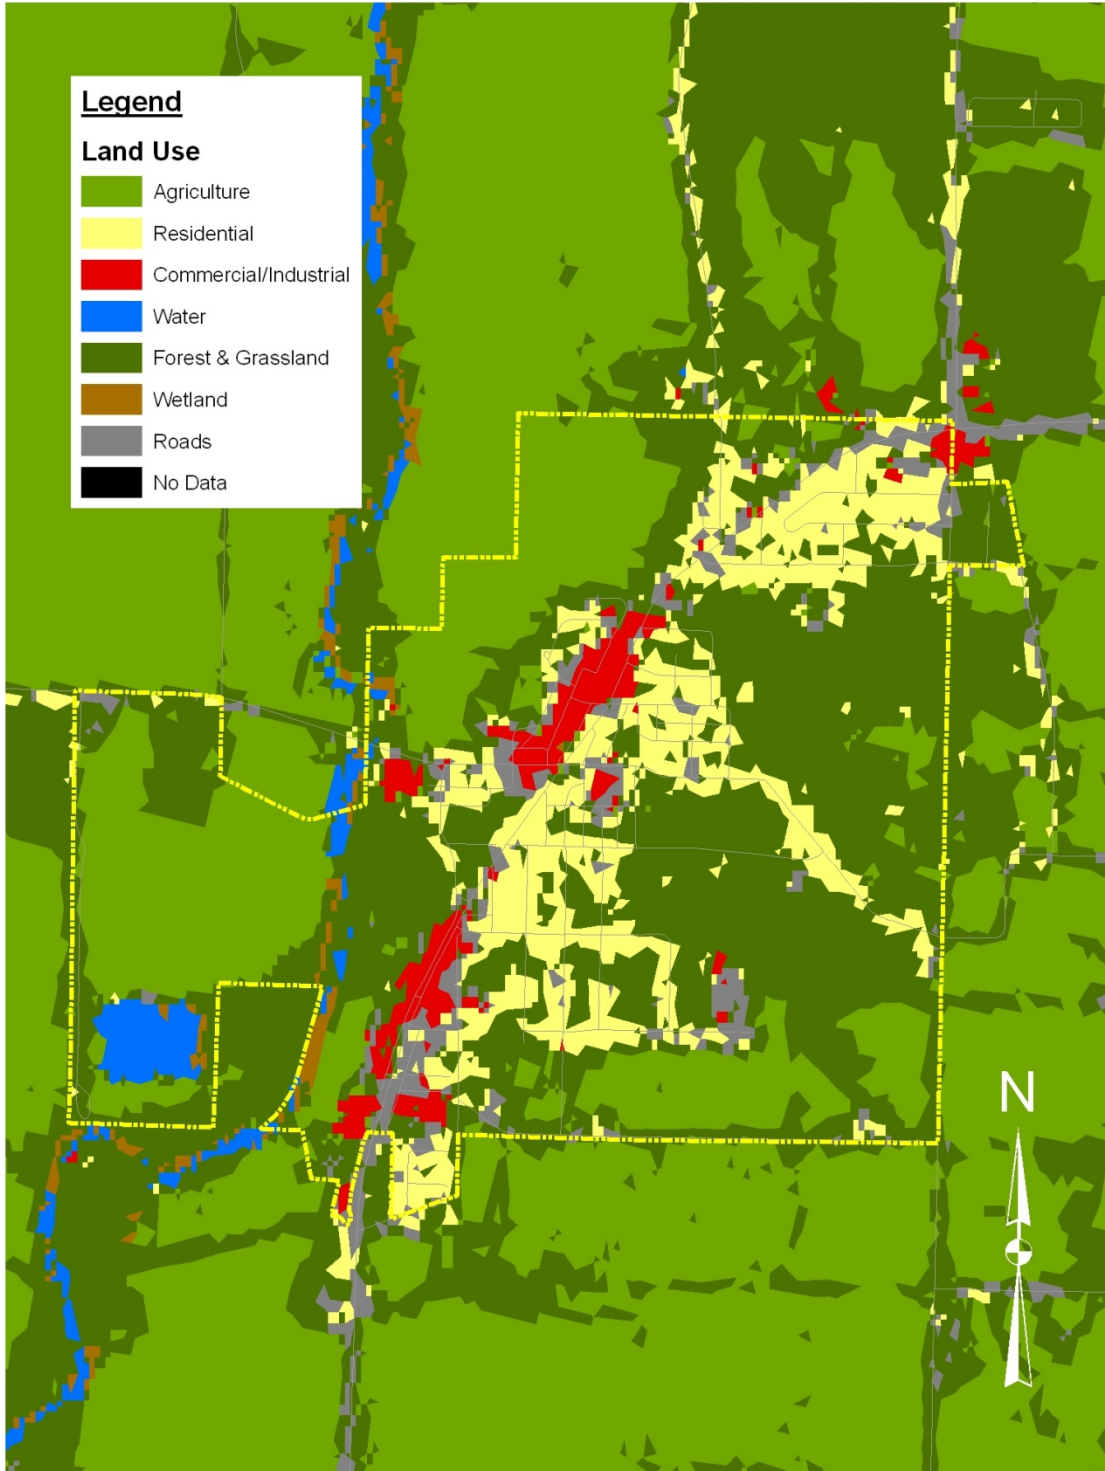 Legend
Land Use
Agriculture
Residential
Commercial/Industrial
Water
Forest & Grassland
Wetland
Roads
No Data
N